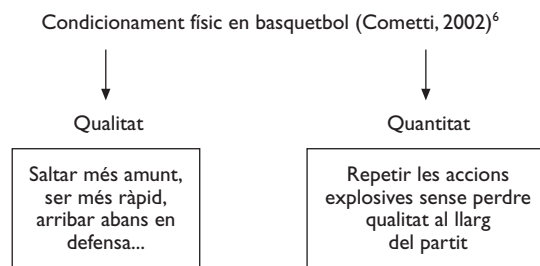 Condicionament físic en basquetbol (Cometti, 2002)⁶
Qualitat
Saltar més amunt,
ser més ràpid,
arribar abans en
defensa...
Quantitat
Repetir les accions
explosives sense perdre
qualitat al llarg
del partit